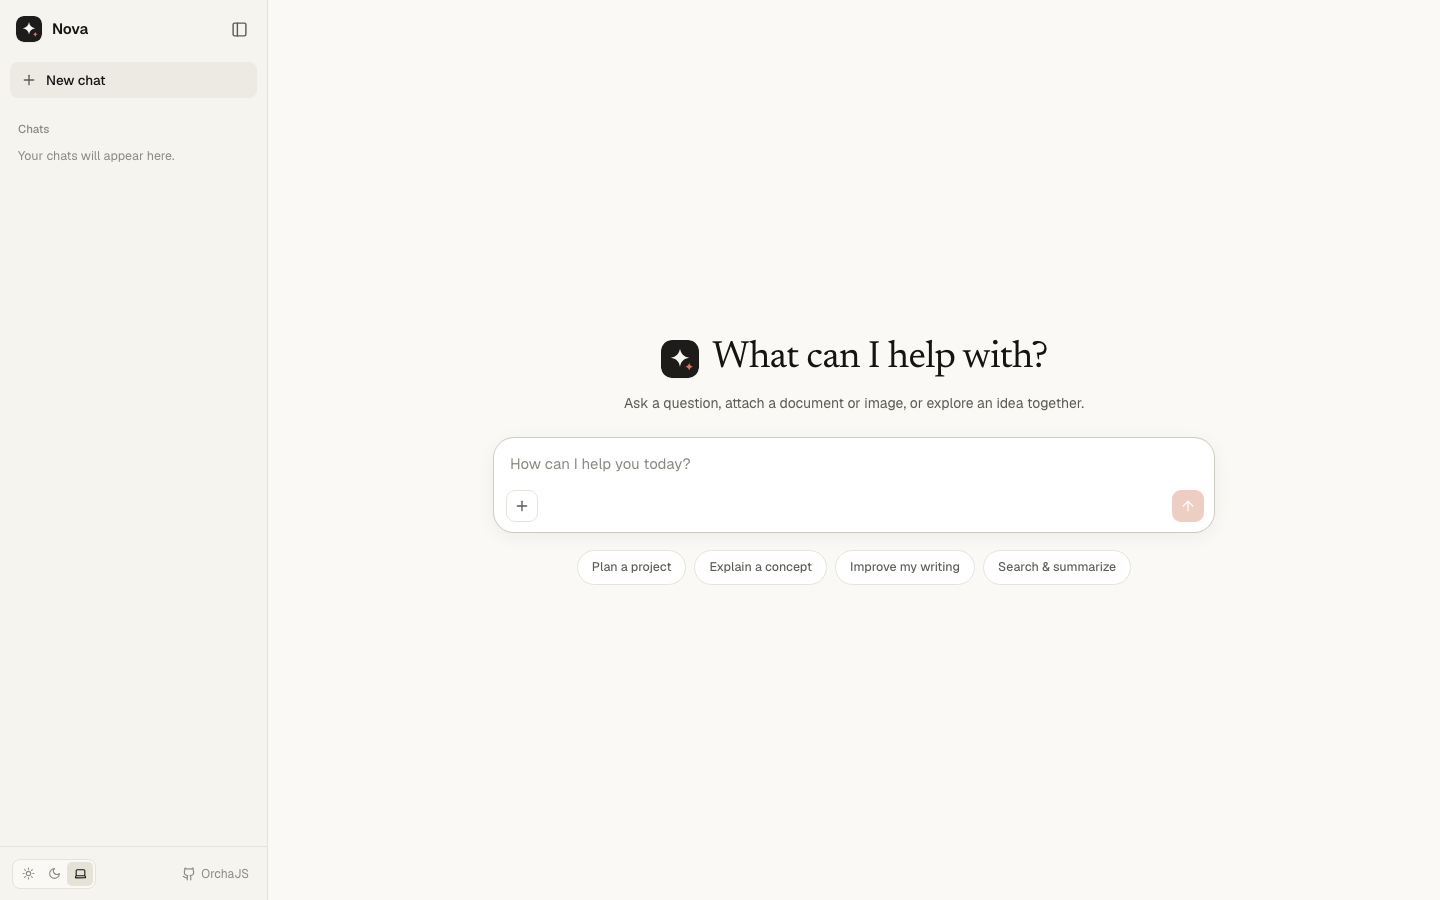 Nova
New chat
Chats
Your chats will appear here.
What can I help with?
Ask a question, attach a document or image, or explore an idea together.
How can I help you today?
Plan a project
Explain a concept
Improve my writing
Search & summarize
OrchaJS